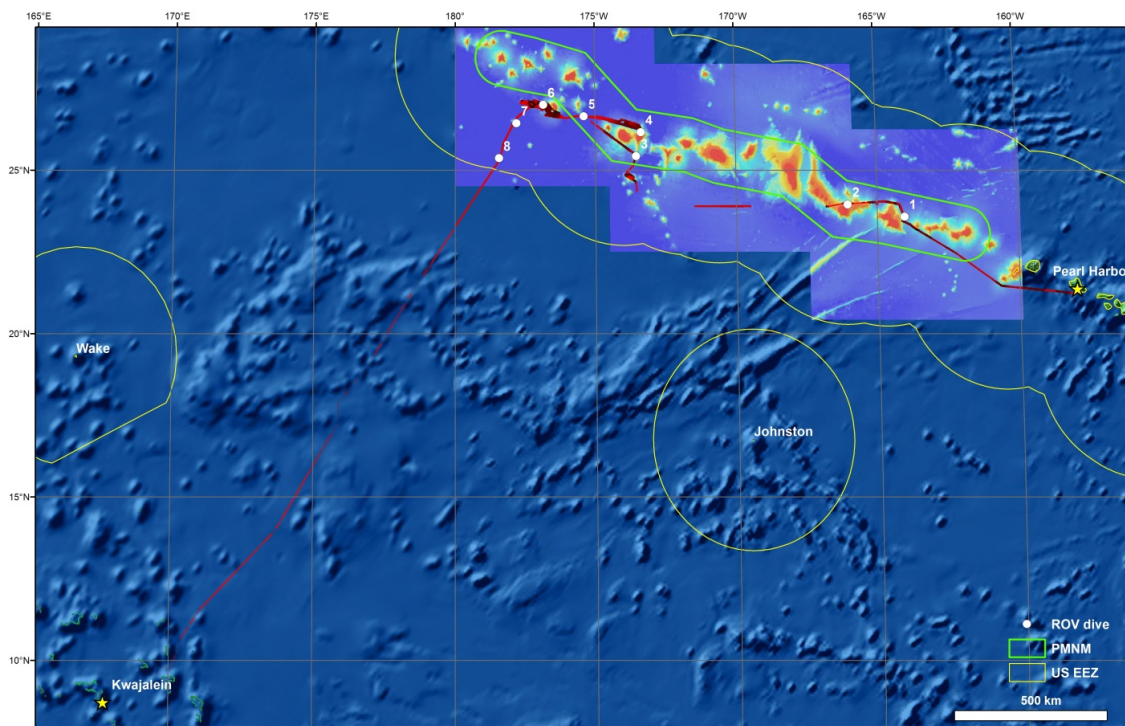 165°E
170°E
175°E
180°
175°W
170°W
165°W
160°W
6
7
5
4
3
8
2
1
25°N
Pearl Harbo
20°N
Wake
Johnston
15°N
10°N
Kwajalein
ROV dive
PMNM
US EEZ
500 km